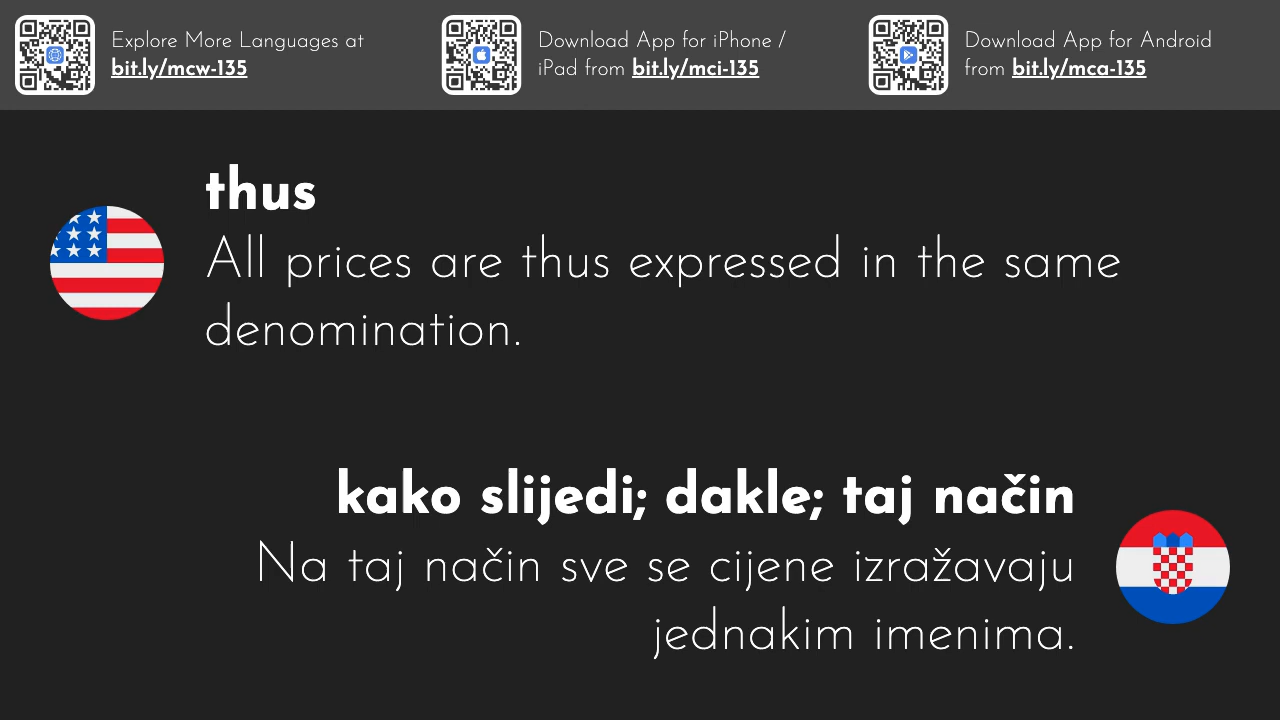 Explore More Languages at
bit.ly/mcw-135
Download App for iPhone /
iPad from bit.ly/mci-135
Download App for Android
from bit.ly/mca-135
thus
All prices are thus expressed in the same
denomination.
kako slijedi; dakle; taj način
Na taj način sve se cijene izražavaju
jednakim imenima.